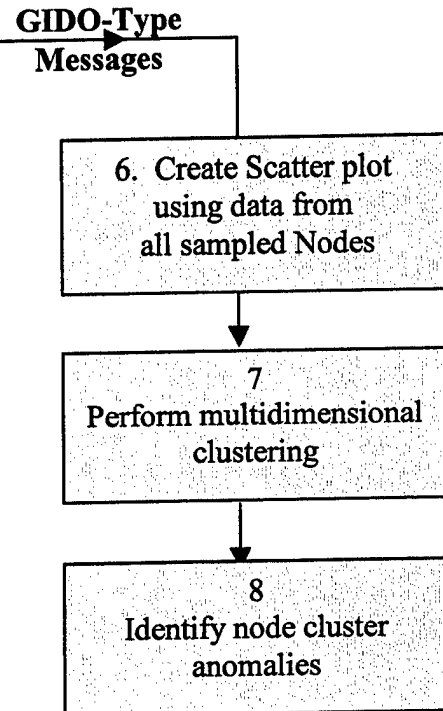 GIDO-Type
Messages
6. Create Scatter plot
using data from
all sampled Nodes
7
Perform multidimensional
clustering
8
Identify node cluster
anomalies